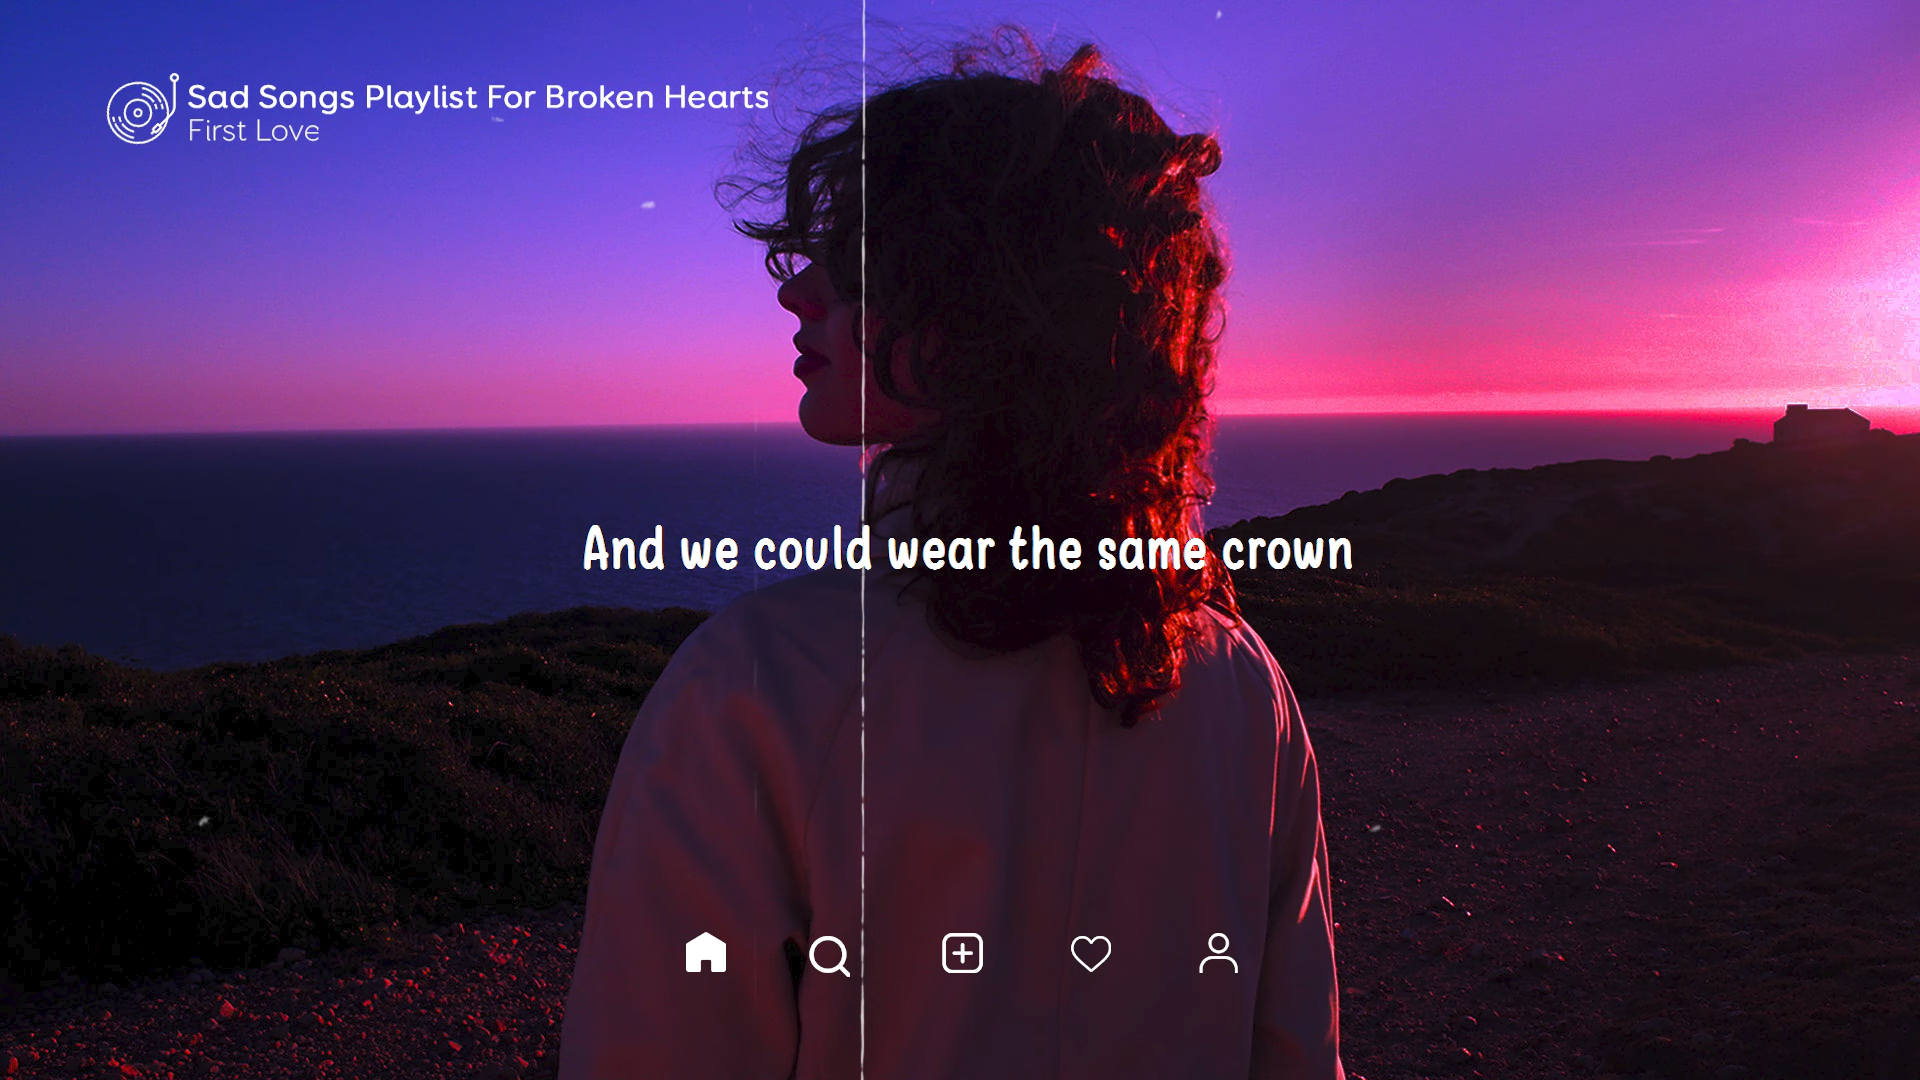 Sad Songs Playlist For Broken Hearts
First Love
And we could wear the same crown